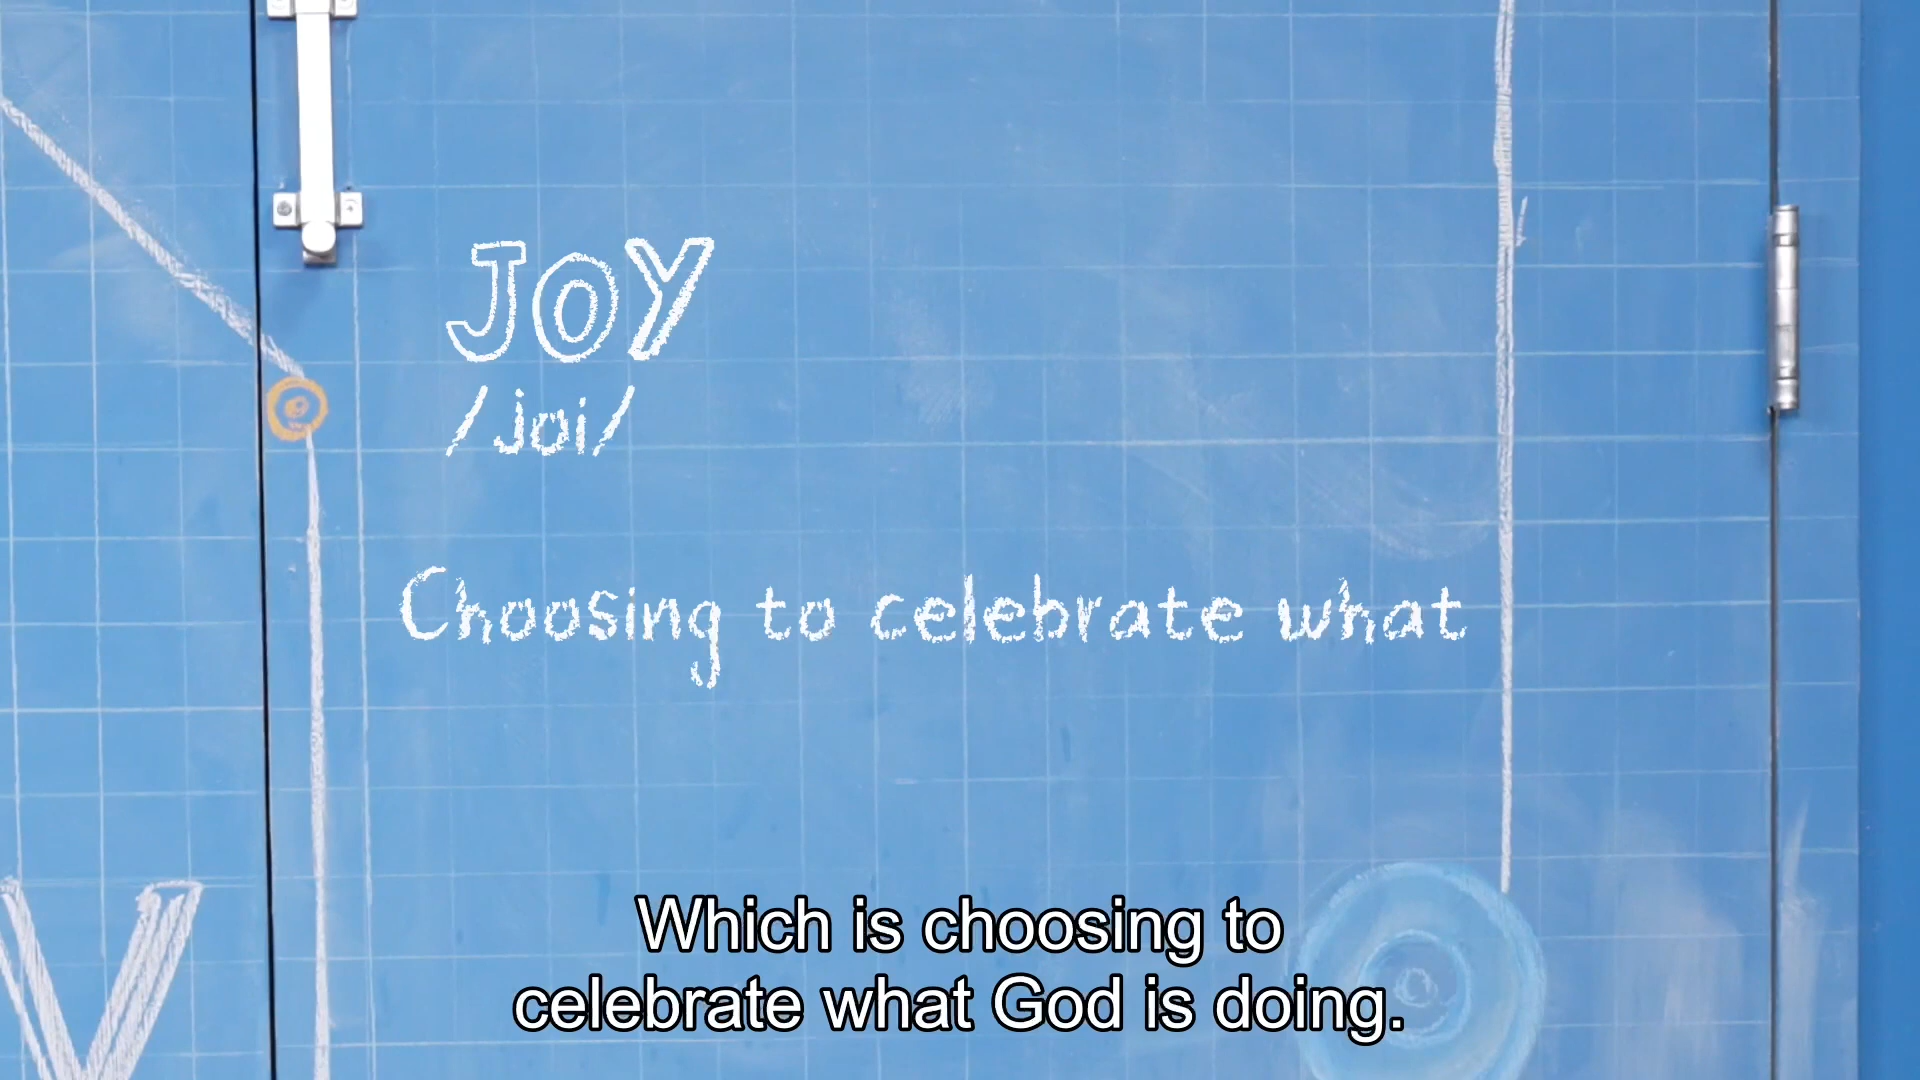 JOY
/joi/
Choosing to celebrate what
Which is choosing to
celebrate what God is doing.